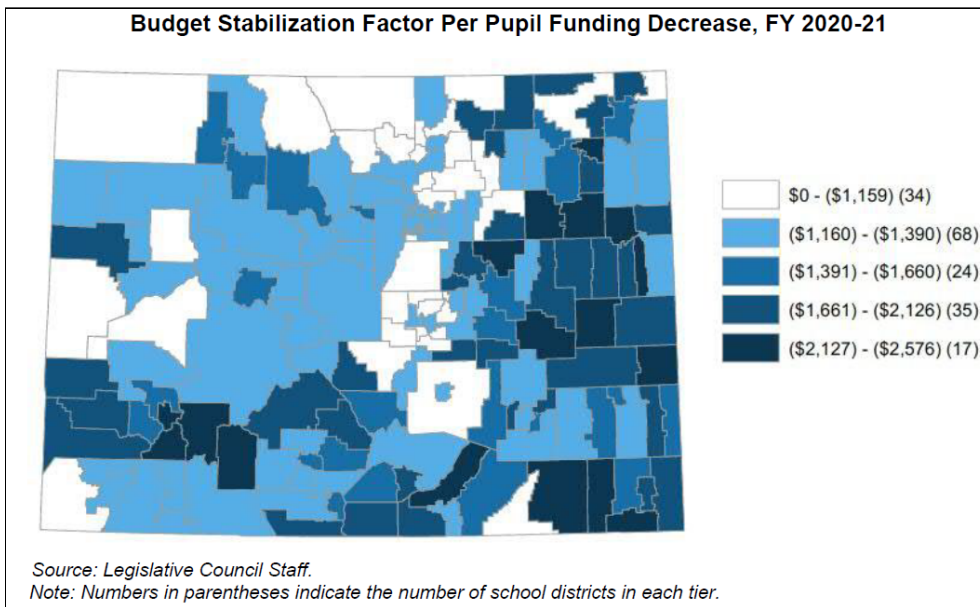 Budget Stabilization Factor Per Pupil Funding Decrease, FY 2020-21
$0 - ($1,159) (34)
($1,160) - ($1,390) (68)
($1,391) - ($1,660) (24)
($1,661) - ($2,126) (35)
($2,127) - ($2,576) (17)
Source: Legislative Council Staff.
Note: Numbers in parentheses indicate the number of school districts in each tier.